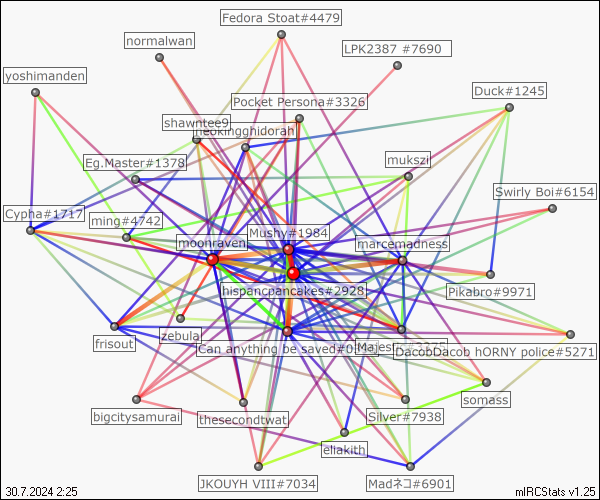 Fedora Stoat#4479
normalwan
LPK2387 #7690
yoshimanden
Duck#1245
Pocket Persona#3326
shawntee9
neokingghidorah
Eg.Master#1378
mukszi
Swirly Boi#6154
Cypha#1717
ming#4742
Mushy#1984
moonraven
marcemadness
hispancpancakes#2928
Pikabro#9971
frisout
zebula
Can anything be saved#0
DacobDacob hORNY police#5271
somass
bigcitysamurai
thesecondtwat
Silver#7938
eliakith
JKOUYH VIII#7034
Madネコ#6901
30.7.2024 2:25
mIRCStats v1.25